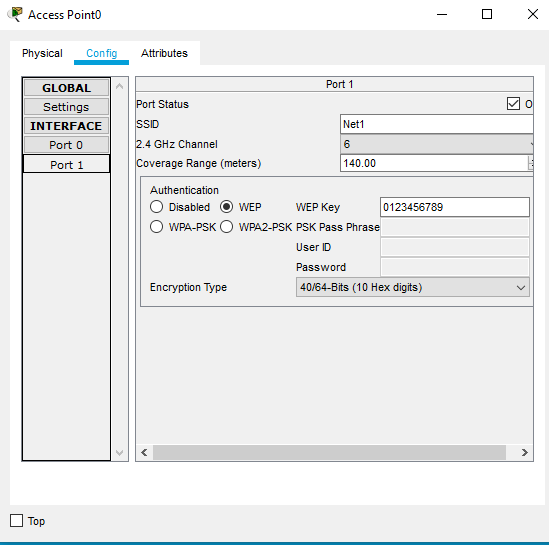 Access Point0
Physical Config Attributes
GLOBAL
Settings
INTERFACE
Port 0
Port 1
Port 1
Port Status O
SSID Net1
2.4 GHz Channel 6
Coverage Range (meters) 140.00
Authentication
Disabled WEP WEP Key 0123456789
WPA-PSK WPA2-PSK PSK Pass Phrase
User ID
Password
Encryption Type 40/64-Bits (10 Hex digits)
Top